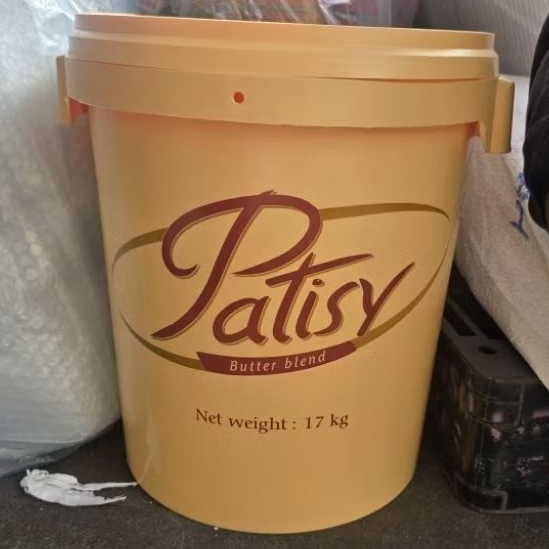 Patisy
Butter blend
Net weight : 17 kg